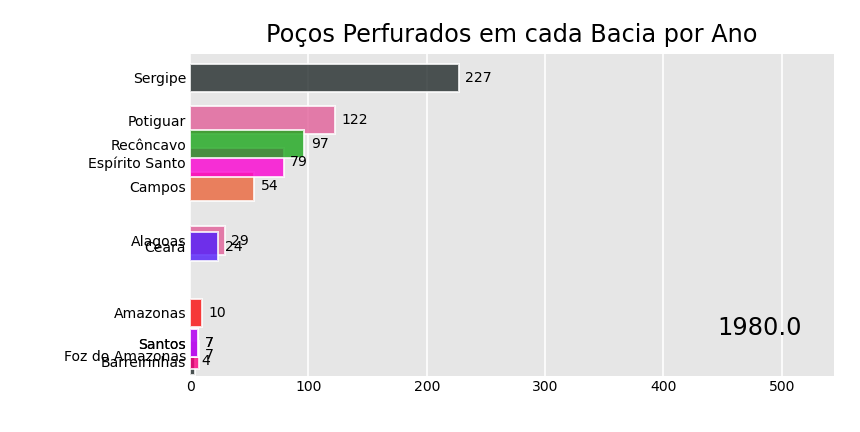 Poços Perfurados em cada Bacia por Ano
Sergipe 227
Potiguar 122
Recôncavo 97
Espírito Santo 79
Campos 54
Alagoas 29
Ceará 24
Amazonas 10
1980.0
Santos 7
Foz do Amazonas 7
Barreirinhas 4
0 100 200 300 400 500